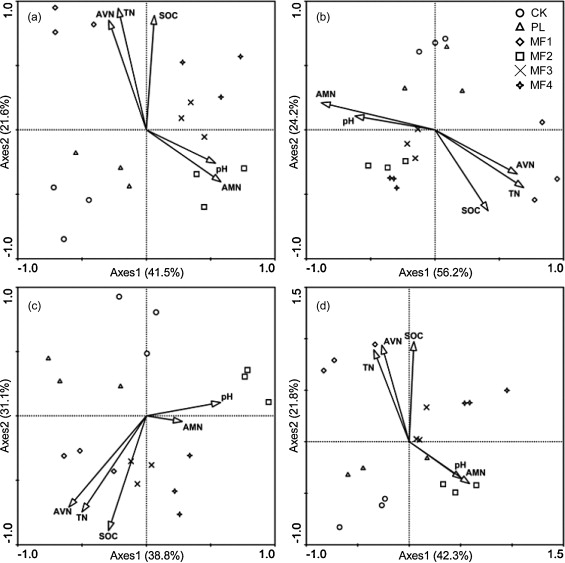 1.0
(a)
AVN
TN
SOC
pH
AMN
Axes2 (21.6%)
-1.0
-1.0
Axes1 (41.5%)
1.0
(b)
CK
PL
MF1
MF2
MF3
MF4
AMN
pH
AVN
TN
SOC
Axes2 (24.2%)
1.0
-1.0
-1.0
Axes1 (56.2%)
1.0
(c)
1.0
pH
AMN
AVN
TN
SOC
Axes2 (31.1%)
-1.0
-1.0
Axes1 (38.8%)
1.0
(d)
1.5
AVN
TN
SOC
pH
AMN
Axes2 (21.8%)
-1.0
-1.0
Axes1 (42.3%)
1.5